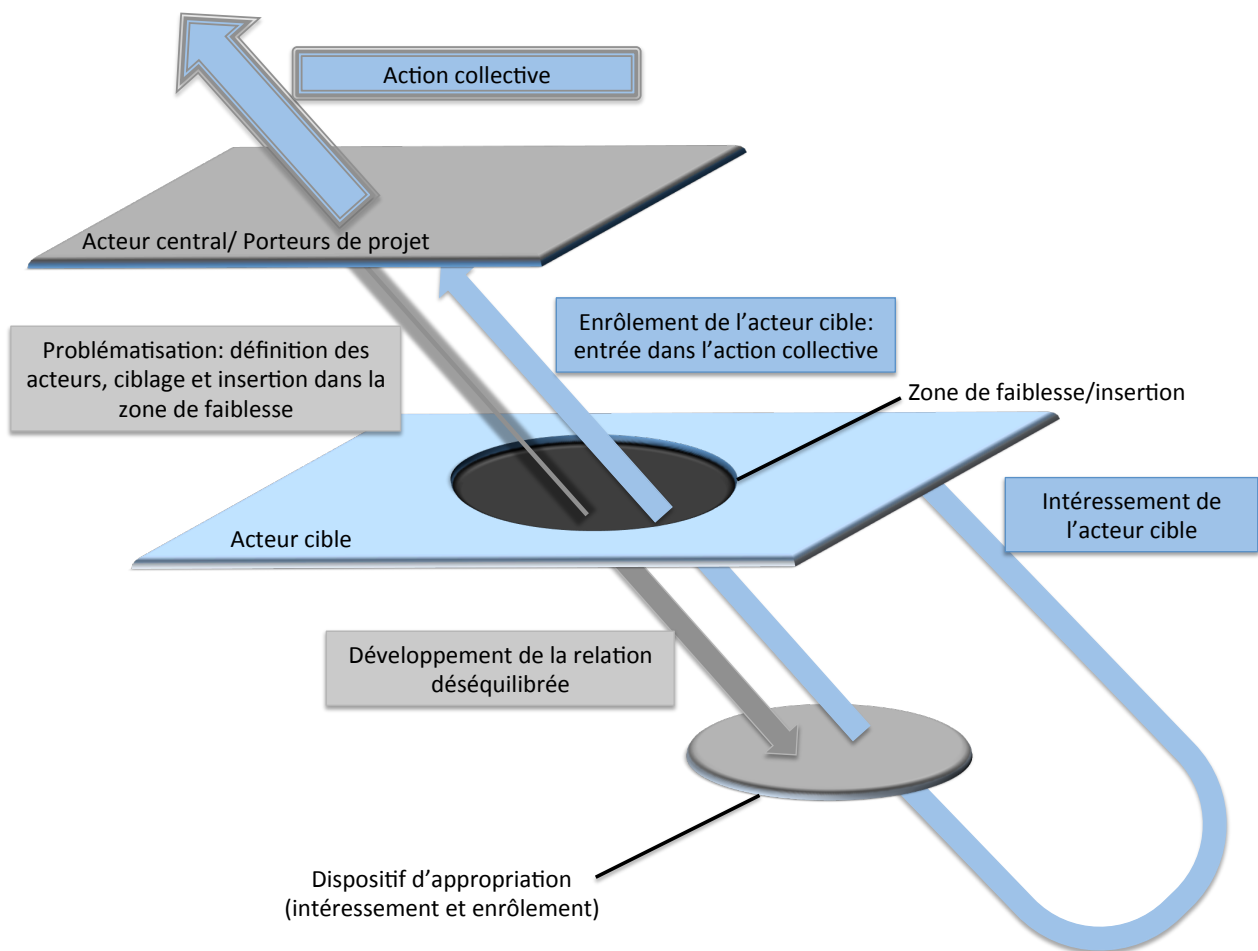 Action collective
Acteur central/ Porteurs de projet
Problématisation: définition des
acteurs, ciblage et insertion dans la
zone de faiblesse
Enrôlement de l’acteur cible:
entrée dans l’action collective
Zone de faiblesse/insertion
Intéressement de
l’acteur cible
Acteur cible
Développement de la relation
déséquilibrée
Dispositif d’appropriation
(intéressement et enrôlement)